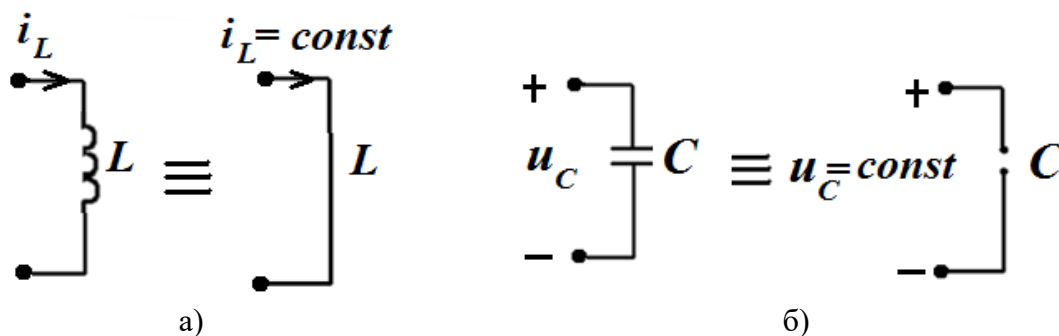 i_L
i_L = const
L
≡
L
+
u_C
C
−
≡
u_C = const
+
C
−
а)
б)